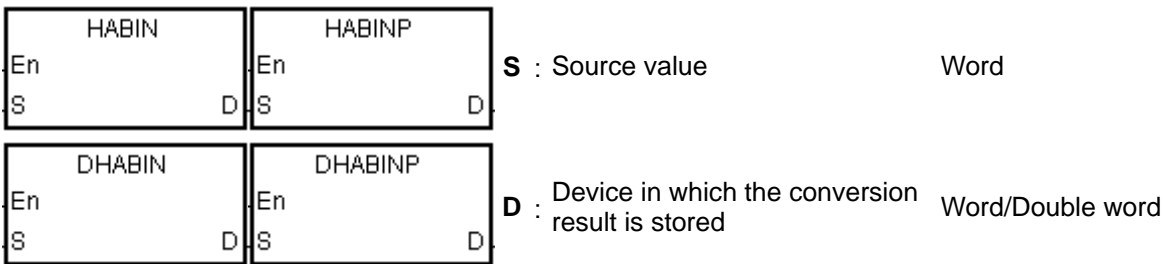 HABIN HABINP
En En
S D S D
S : Source value Word
DHABIN DHABINP
En En
S D S D
D : Device in which the conversion
result is stored
Word/Double word